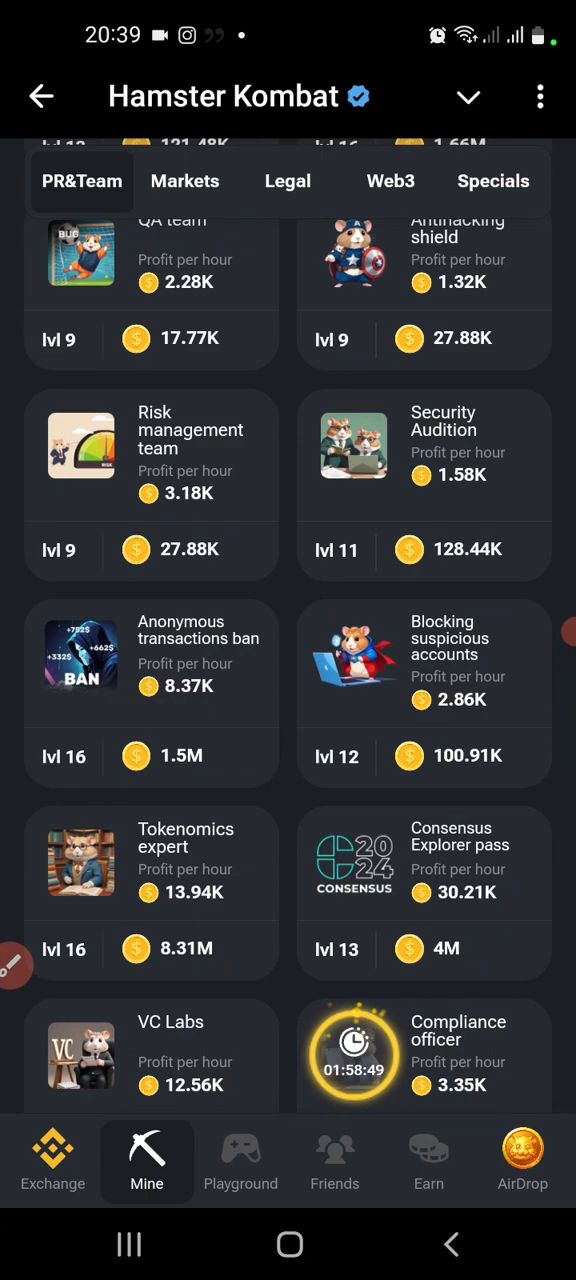 20:39
Hamster Kombat
PR&Team Markets Legal Web3 Specials
QA team
BUG
Profit per hour
2.28K
lvl 9 17.77K
Antihacking
shield
Profit per hour
1.32K
lvl 9 27.88K
Risk
management
team
RISK
Profit per hour
3.18K
lvl 9 27.88K
Security
Audition
Profit per hour
1.58K
lvl 11 128.44K
Anonymous
transactions ban
+752$
+662$
+332$
BAN
Profit per hour
8.37K
lvl 16 1.5M
Blocking
suspicious
accounts
Profit per hour
2.86K
lvl 12 100.91K
Tokenomics
expert
Profit per hour
13.94K
lvl 16 8.31M
Consensus
Explorer pass
2024
CONSENSUS
Profit per hour
30.21K
lvl 13 4M
VC Labs
VC
Profit per hour
12.56K
Compliance
officer
01:58:49
Profit per hour
3.35K
Exchange Mine Playground Friends Earn AirDrop